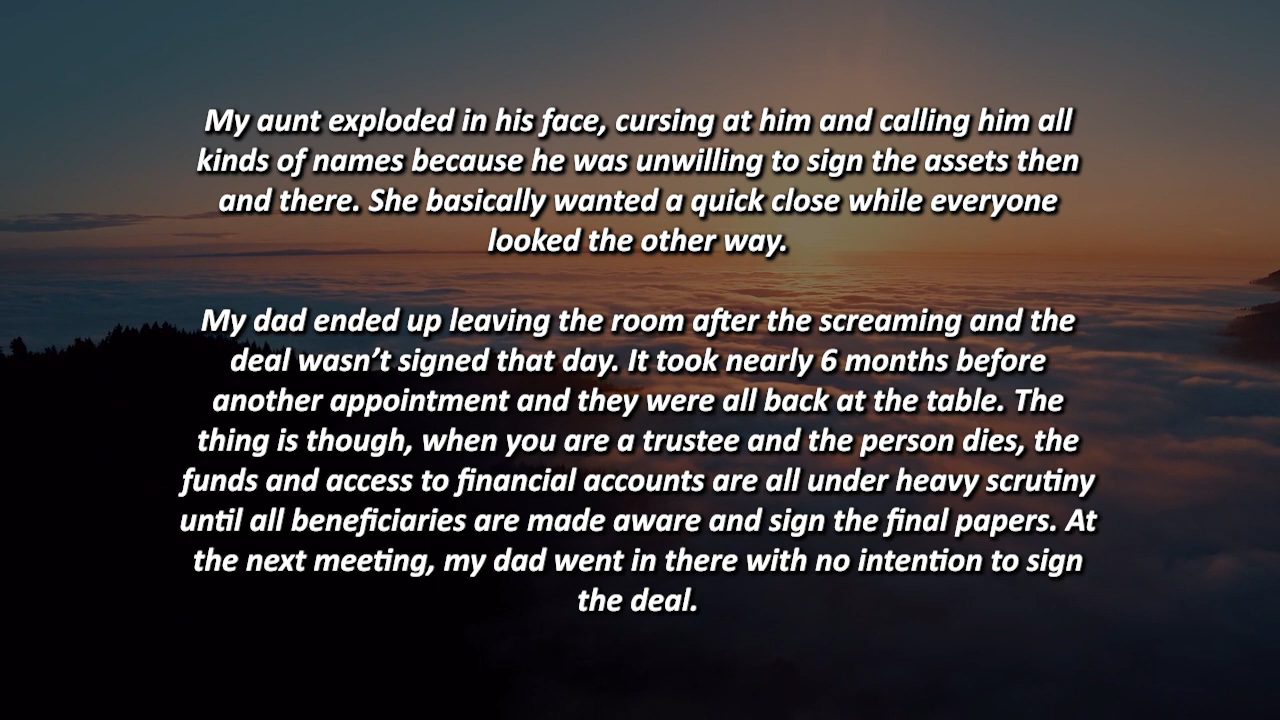 My aunt exploded in his face, cursing at him and calling him all
kinds of names because he was unwilling to sign the assets then
and there. She basically wanted a quick close while everyone
looked the other way.
My dad ended up leaving the room after the screaming and the
deal wasn’t signed that day. It took nearly 6 months before
another appointment and they were all back at the table. The
thing is though, when you are a trustee and the person dies, the
funds and access to financial accounts are all under heavy scrutiny
until all beneficiaries are made aware and sign the final papers. At
the next meeting, my dad went in there with no intention to sign
the deal.